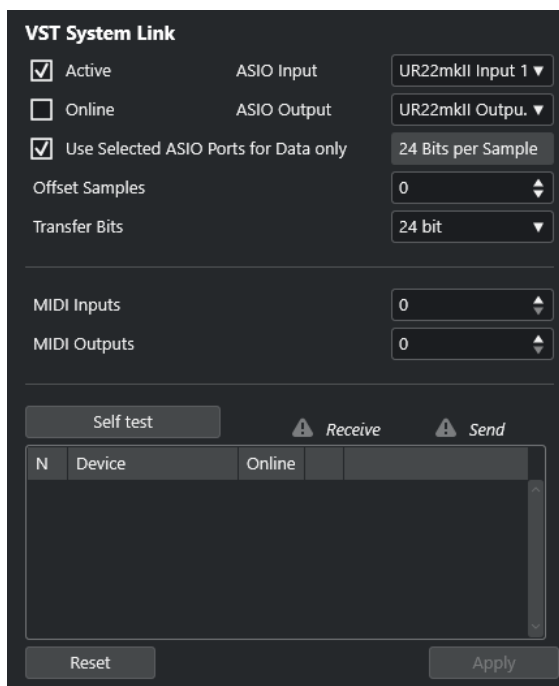 VST System Link
Active ASIO Input UR22mkII Input 1
Online ASIO Output UR22mkII Outpu.
Use Selected ASIO Ports for Data only 24 Bits per Sample
Offset Samples 0
Transfer Bits 24 bit
MIDI Inputs 0
MIDI Outputs 0
Self test Receive Send
N Device Online
Reset Apply